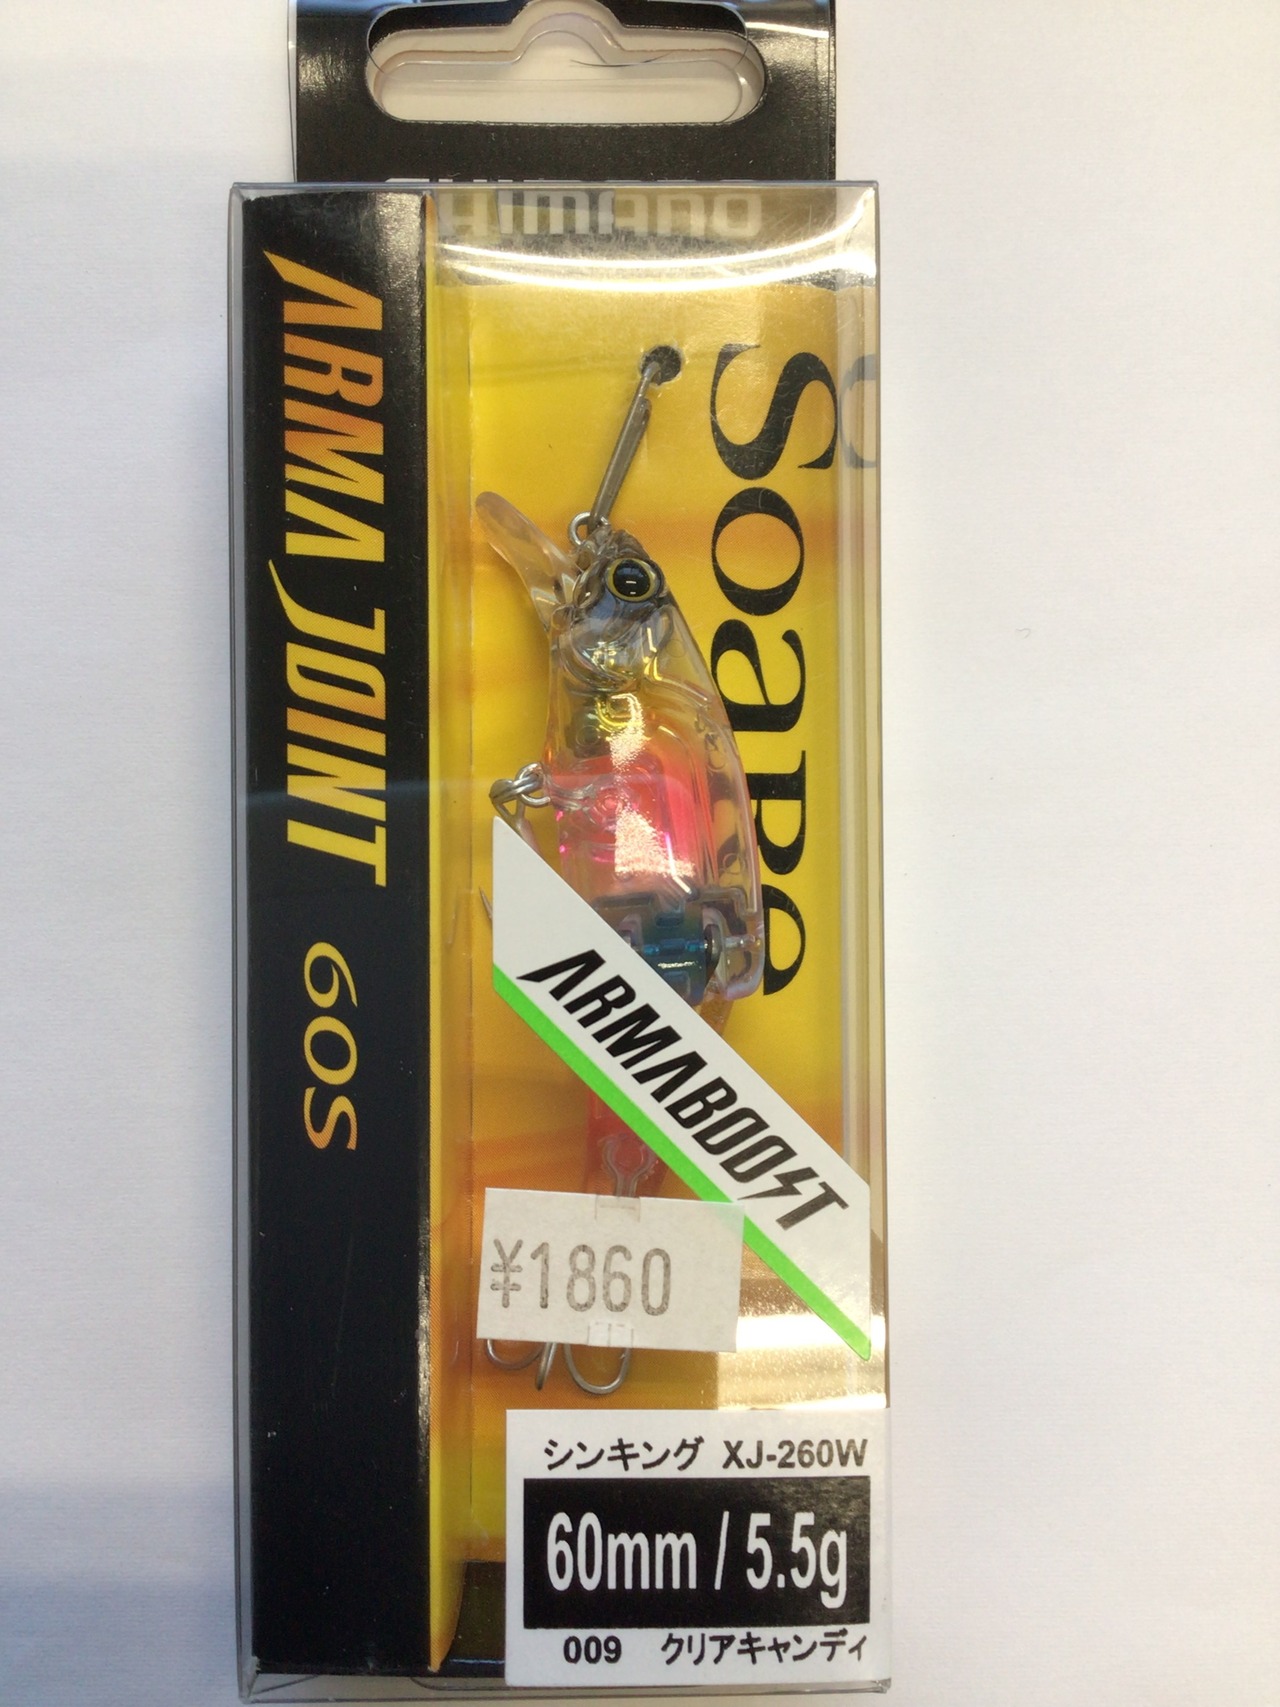 SHIMANO
ARMA JOINT 60S
Soare
ARMABOOST
¥1860
シンキング XJ-260W
60mm / 5.5g
009 クリアキャンディ